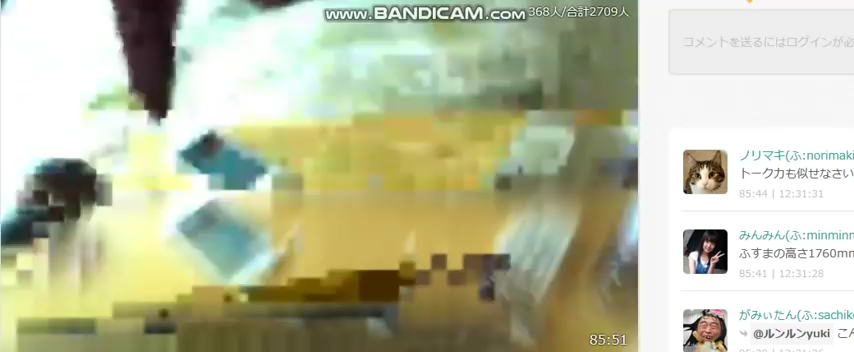 www.BANDICAM.com
368人/合計2709人
コメントを送るにはログインが必
ノリマキ(ふ:norimaki
トーク力も似せなさい
85:44 | 12:31:31
みんみん(ふ:minminn
ふすまの高さ1760mm
85:41 | 12:31:28
がみぃたん(ふ:sachik
@ルンルンyuki こん
85:51